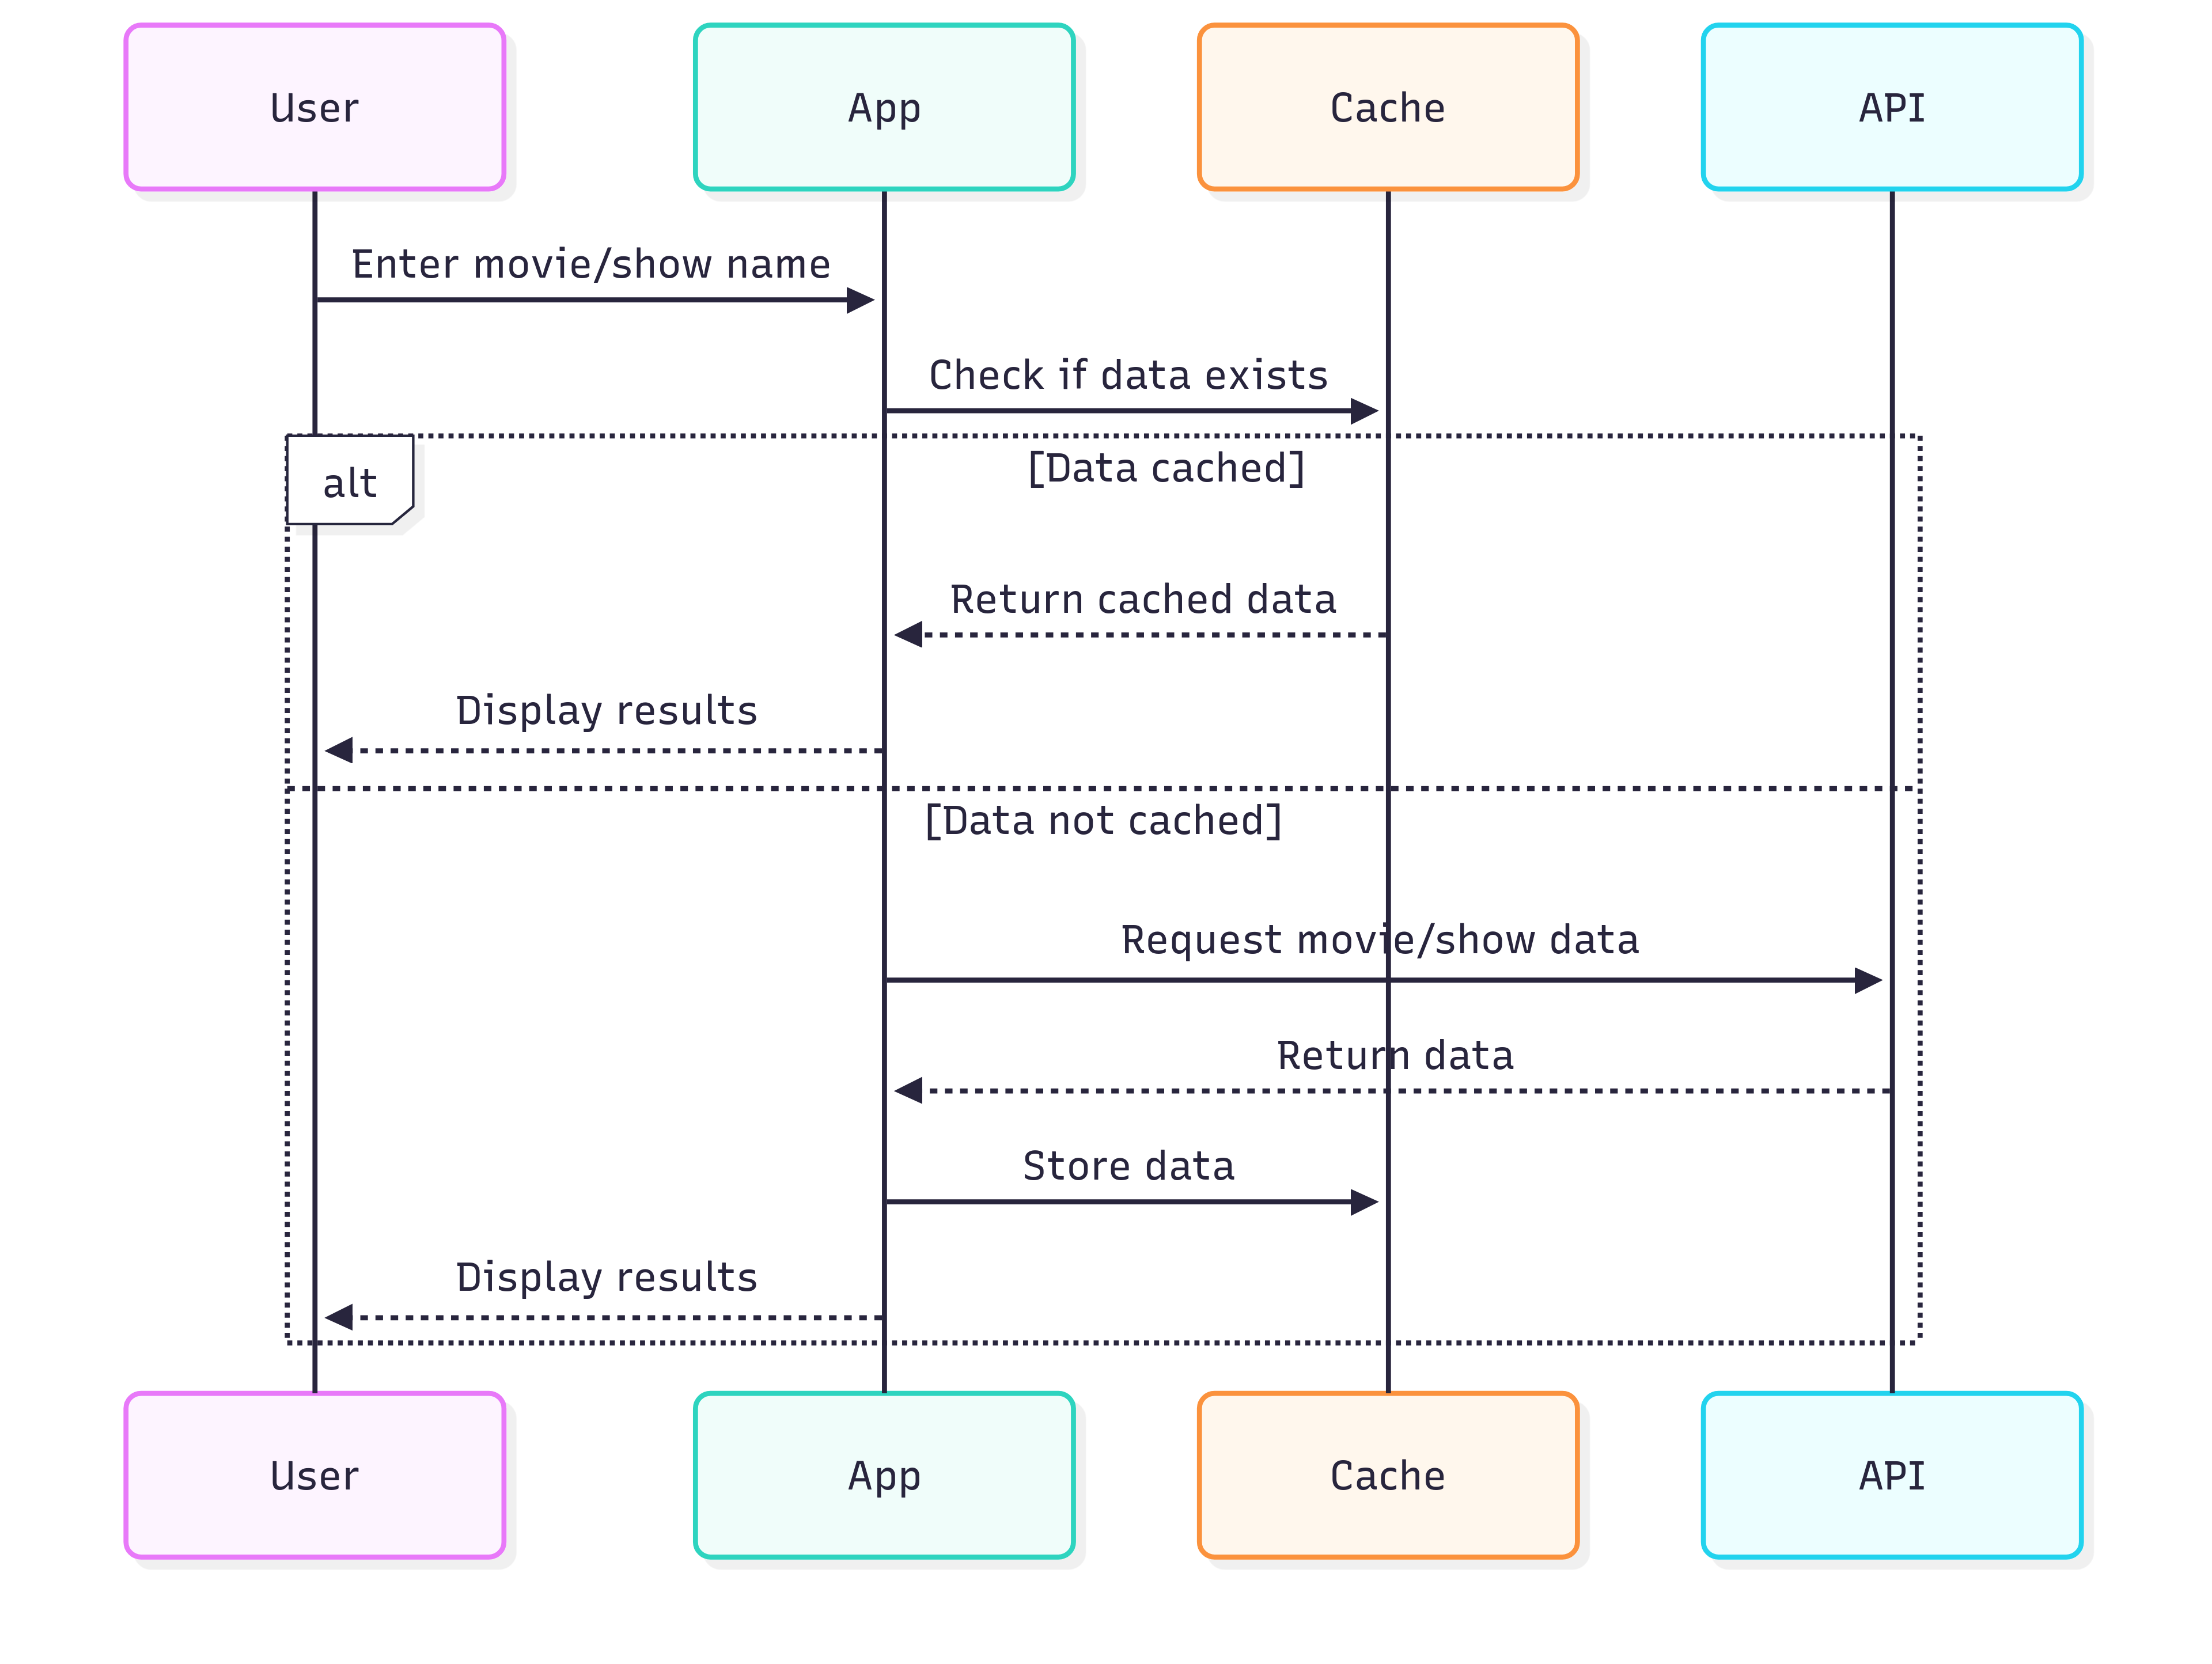 User
App
Cache
API
Enter movie/show name
Check if data exists
alt
[Data cached]
Return cached data
Display results
[Data not cached]
Request movie/show data
Return data
Store data
Display results
User
App
Cache
API